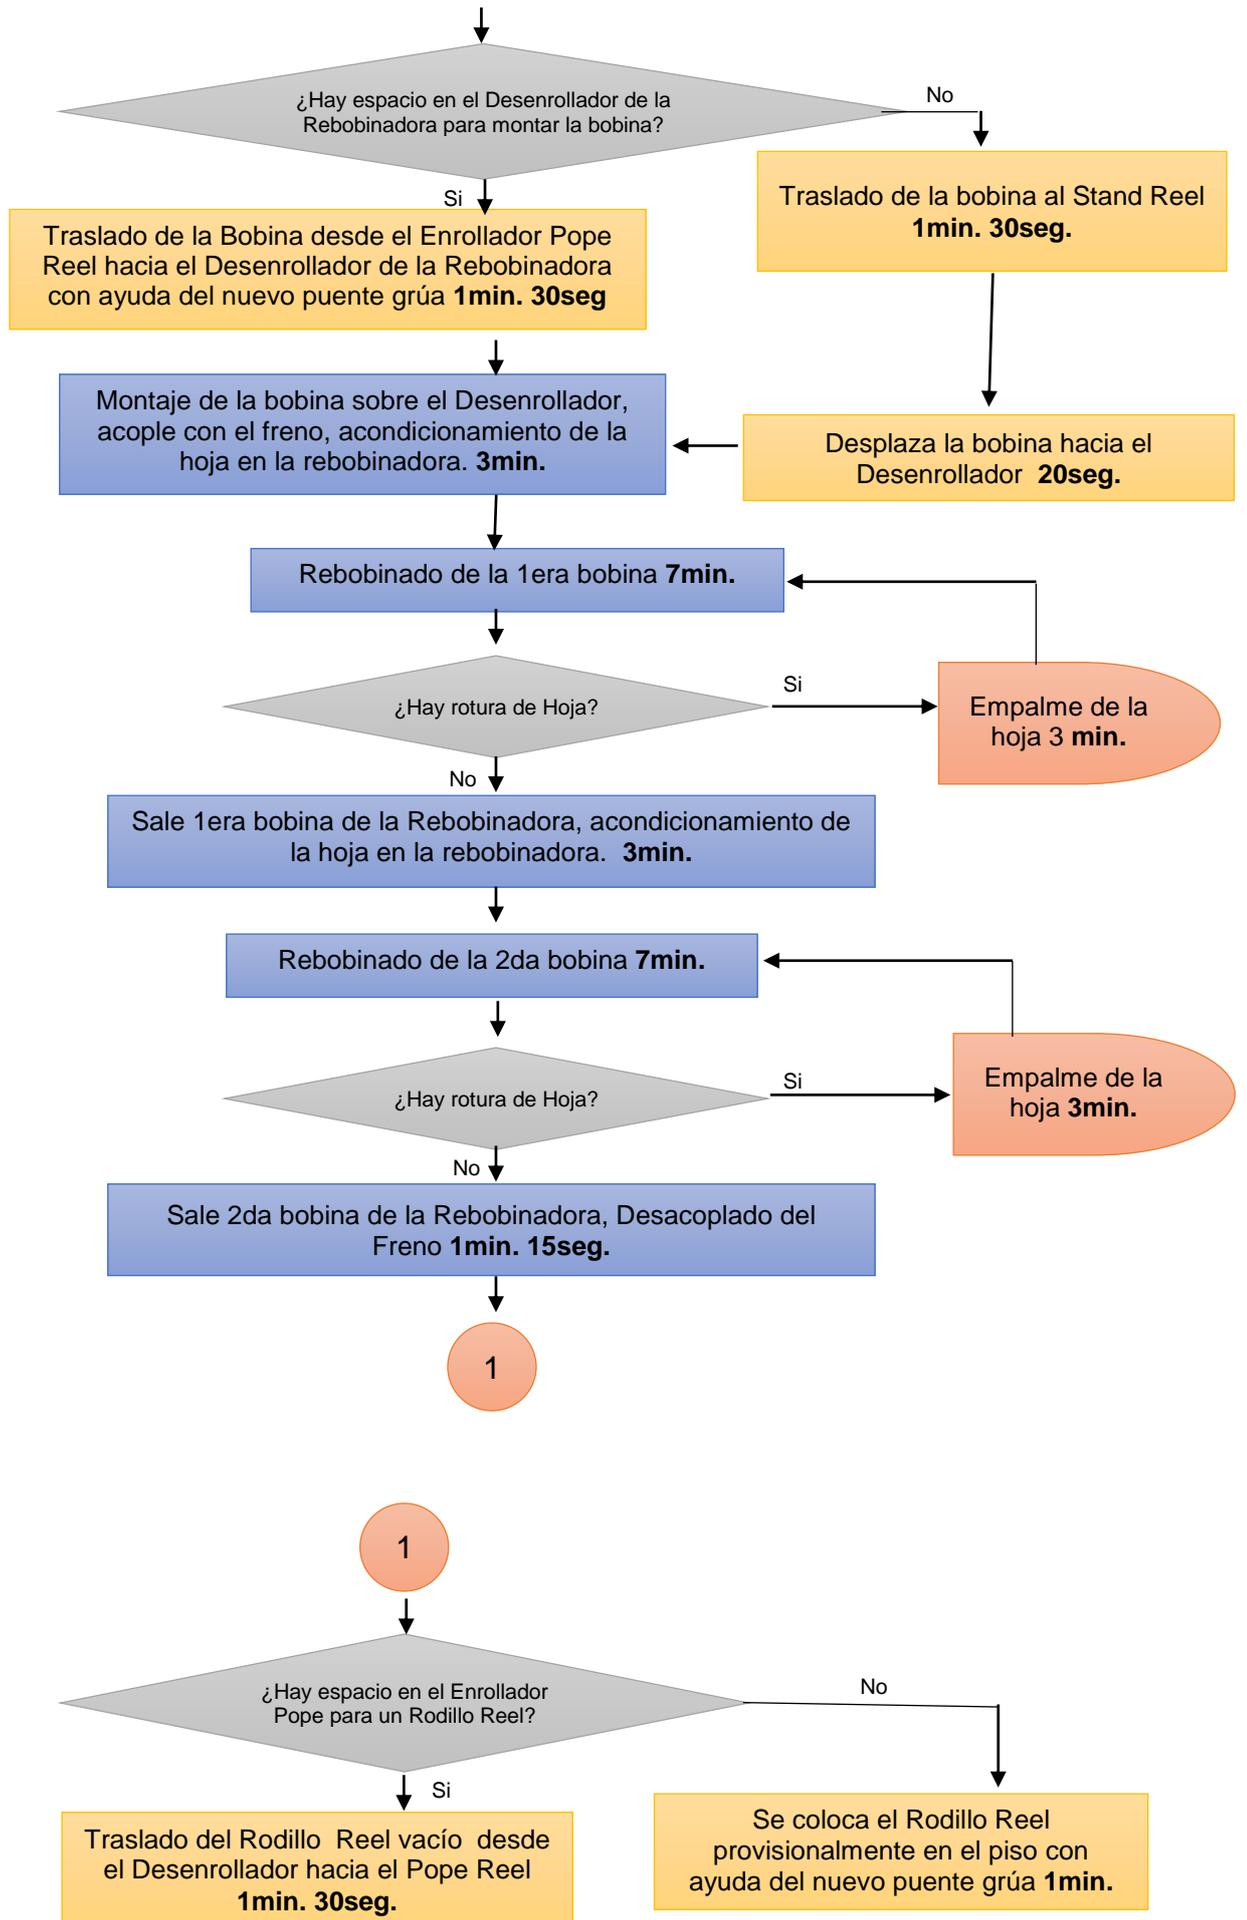 ¿Hay espacio en el Desenrollador de la
Rebobinadora para montar la bobina?
No
Si
Traslado de la bobina al Stand Reel
1min. 30seg.
Traslado de la Bobina desde el Enrollador Pope
Reel hacia el Desenrollador de la Rebobinadora
con ayuda del nuevo puente grúa 1min. 30seg
Montaje de la bobina sobre el Desenrollador,
acople con el freno, acondicionamiento de la
hoja en la rebobinadora. 3min.
Desplaza la bobina hacia el
Desenrollador 20seg.
Rebobinado de la 1era bobina 7min.
¿Hay rotura de Hoja?
Si
Empalme de la
hoja 3 min.
No
Sale 1era bobina de la Rebobinadora, acondicionamiento de
la hoja en la rebobinadora. 3min.
Rebobinado de la 2da bobina 7min.
¿Hay rotura de Hoja?
Si
Empalme de la
hoja 3min.
No
Sale 2da bobina de la Rebobinadora, Desacoplado del
Freno 1min. 15seg.
1
1
¿Hay espacio en el Enrollador
Pope para un Rodillo Reel?
No
Si
Traslado del Rodillo Reel vacío desde
el Desenrollador hacia el Pope Reel
1min. 30seg.
Se coloca el Rodillo Reel
provisionalmente en el piso con
ayuda del nuevo puente grúa 1min.